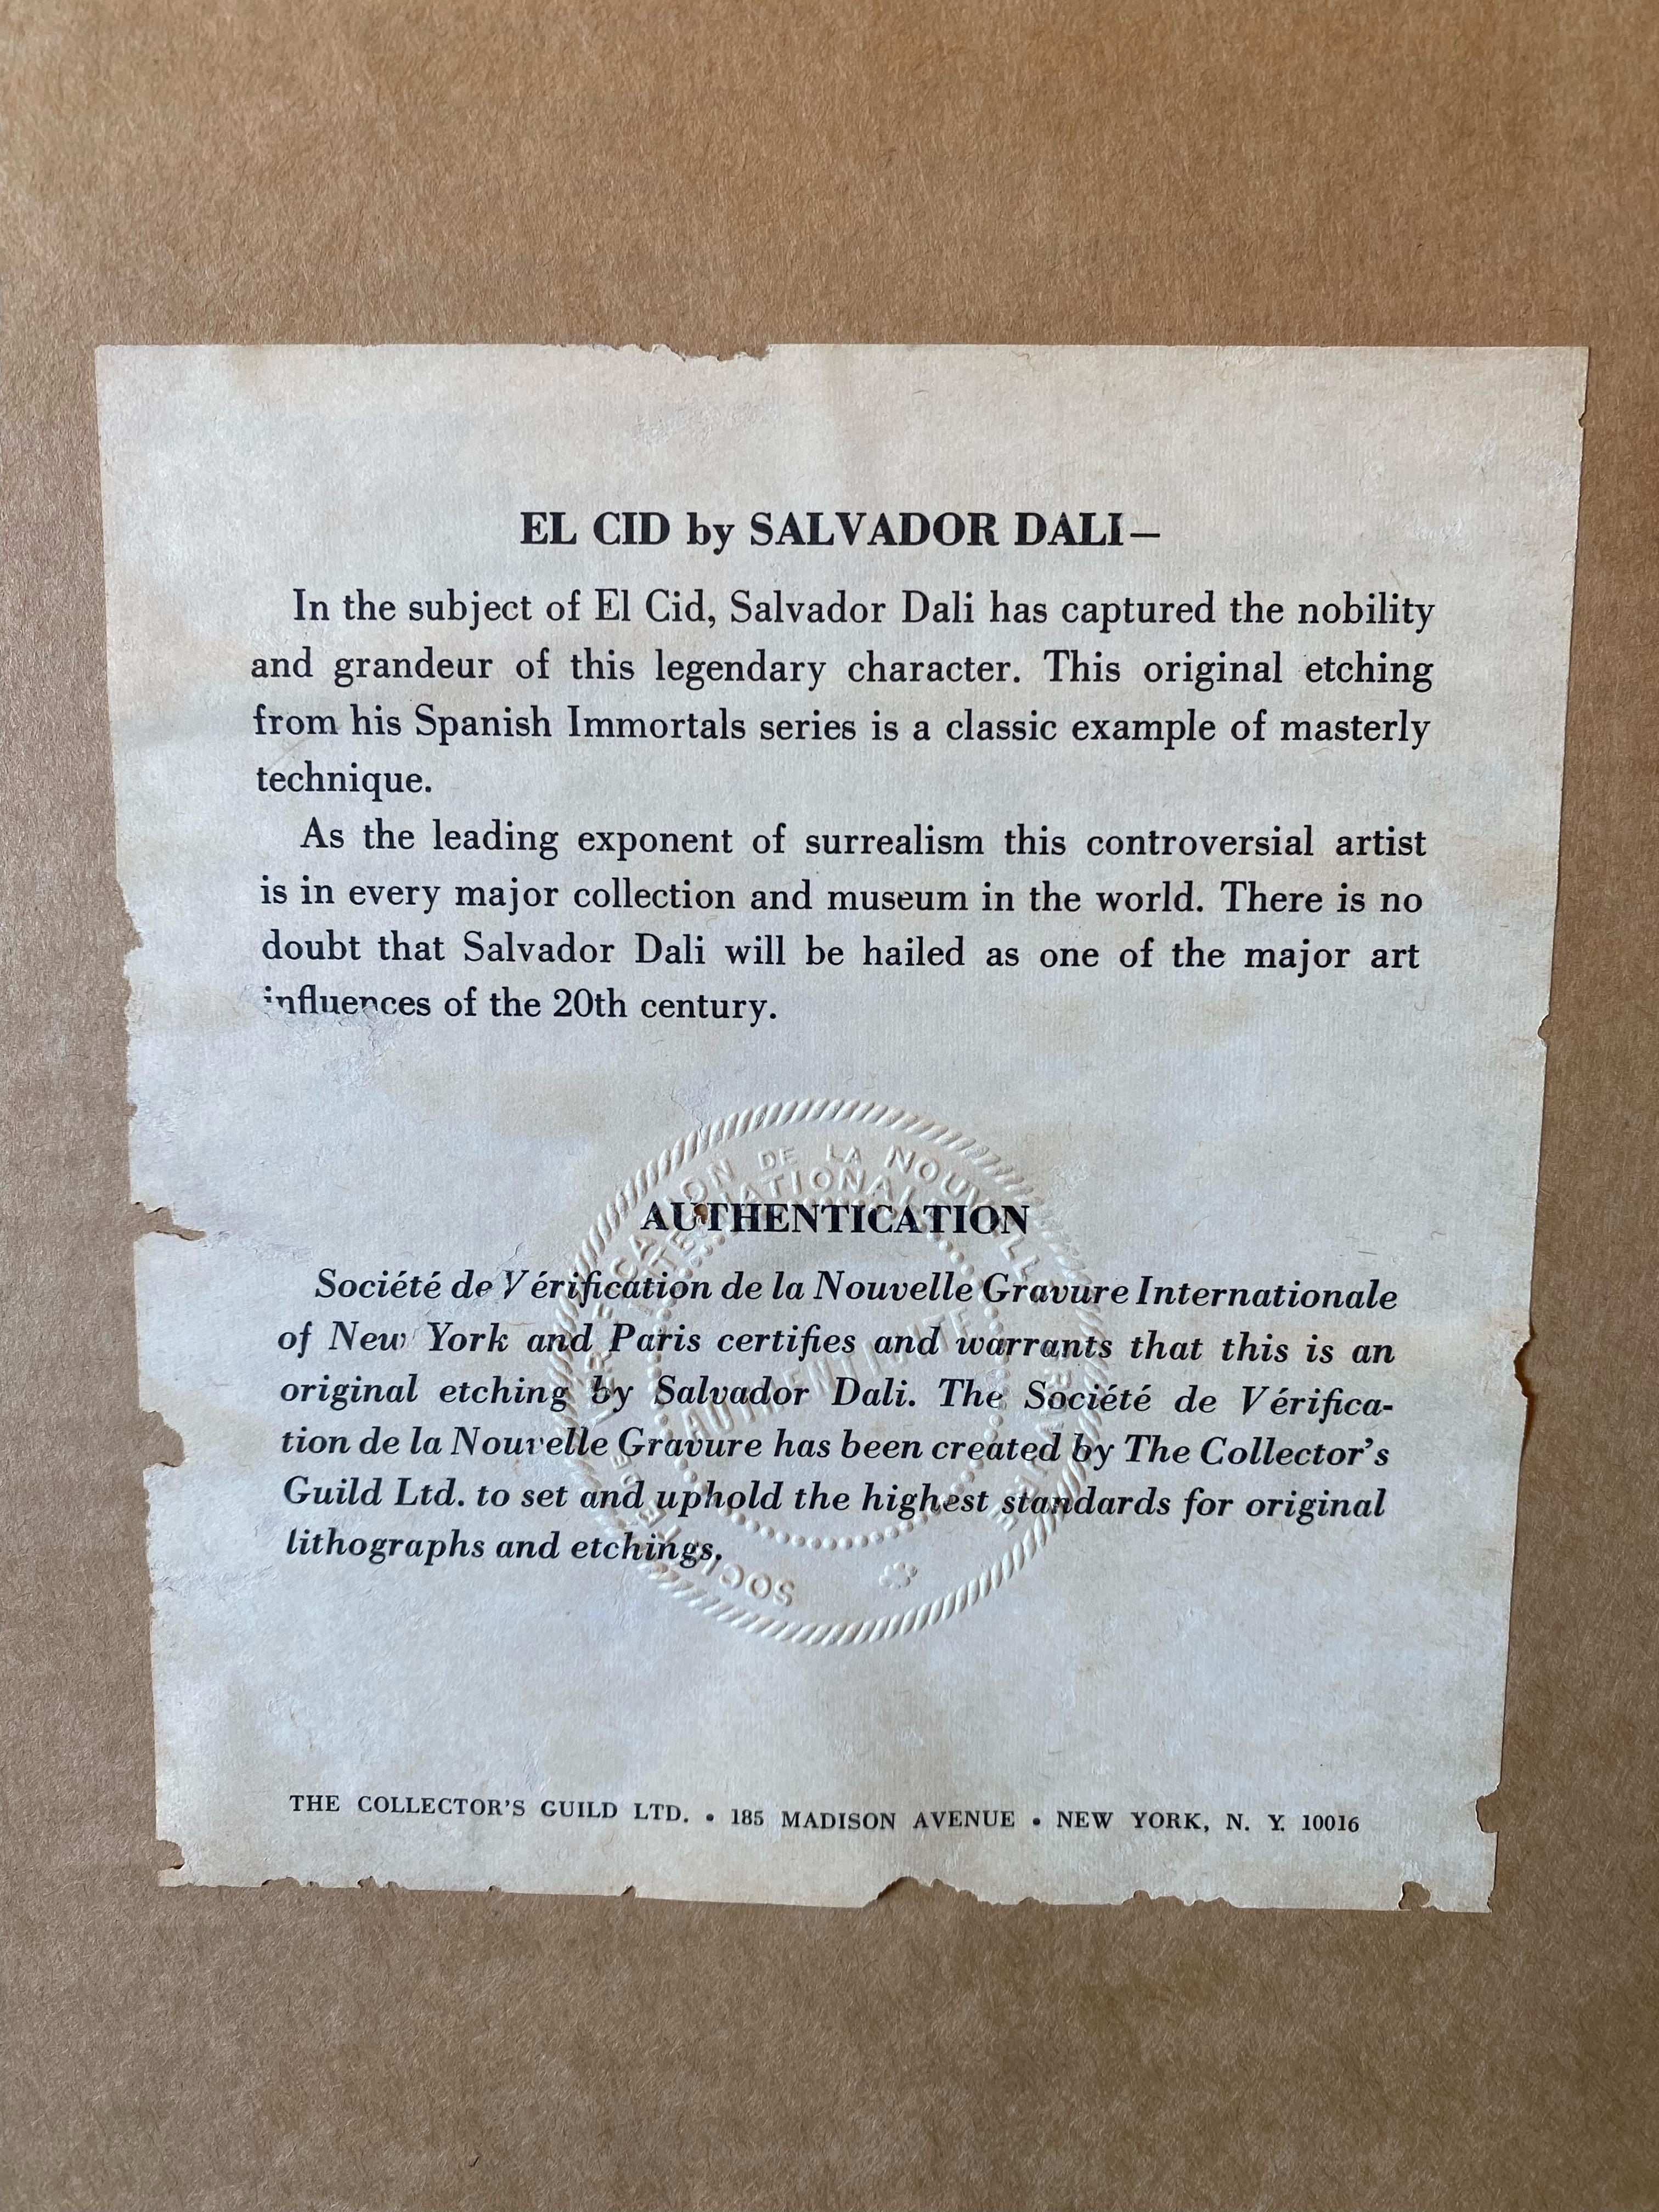 EL CID by SALVADOR DALI—
In the subject of El Cid, Salvador Dali has captured the nobility
and grandeur of this legendary character. This original etching
from his Spanish Immortals series is a classic example of masterly
technique.
As the leading exponent of surrealism this controversial artist
is in every major collection and museum in the world. There is no
doubt that Salvador Dali will be hailed as one of the major art
influences of the 20th century.
AUTHENTICATION
Société de Vérification de la Nouvelle Gravure Internationale
of New York and Paris certifies and warrants that this is an
original etching by Salvador Dali. The Société de Vérifica-
tion de la Nouvelle Gravure has been created by The Collector's
Guild Ltd. to set and uphold the highest standards for original
lithographs and etchings.
DE LA NOUVELLE
INTERNATIONALE
SOCIETE DE
THE COLLECTOR'S GUILD LTD. • 185 MADISON AVENUE • NEW YORK, N. Y. 10016